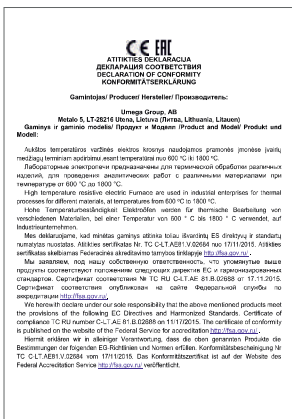 CE EAC
ATITIKTIES DEKLARACIJA
ДЕКЛАРАЦИЯ СООТВЕТСТВИЯ
DECLARATION OF CONFORMITY
KONFORMITÄTSERKLÄRUNG
Gamintojas/ Producer/ Hersteller/ Производитель:
Umega Group, AB
Metalo 5, LT-28216 Utena, Lietuva (Литва, Lithuania, Litauen)
Gaminys ir gaminio modelis/ Продукт и Модели /Product and Model/ Produkt und
Modell:
Aukštos temperatūros varžinės elektros krosnys naudojamos pramonės įmonėse įvairių
medžiagų terminiam apdirbimui,esant temperatūrai nuo 600 °C iki 1800 °C.
Лабораторные электропечи предназначены для термической обработки различных
изделий, для проведения аналитических работ с различными материалами при
температуре от 600 °C до 1800 °C.
High temperature resistive electric Furnace are used in industrial enterprises for thermal
processes for different materials, at temperatures from 600 °C to 1800 °C.
Hohe Temperaturbeständigkeit Elektroöfen werden für thermische Bearbeitung von
verschiedenen Materialien, bei einer Temperatur von 600 ° C bis 1800 ° C verwendet, auf
Industrieunternehmen.
Mes deklaruojame, kad minėtas gaminys atitinka toliau išvardintų ES direktyvų ir standartų
numatytas nuostatas. Atitikties sertifikatas Nr. TC C-LT.AE81.V.02684 nuo 17/11/2015. Atitikties
sertifikatas skelbiamas Federacinės akreditavimo tarnybos tinklapyje http://fsa.gov.ru/ .
Мы заявляем, под нашу собственную ответственность, что упомянутые выше
продукты соответствуют положениям следующих директив ЕС и гармонизированных
стандартов. Сертификат соответствия № ТС RU C-LT.AE 81.B.02688 от 17.11.2015.
Сертификат соответствия опубликован на сайте Федеральной службы по
аккредитации http://fsa.gov.ru/,
We herewith declare under our sole responsibility that the above mentioned products meet
the provisions of the following EC Directives and Harmonized Standards. Certificate of
compliance TC RU number C-LT.AE 81.B.02688 on 11/17/2015. The certificate of conformity
is published on the website of the Federal Service for accreditation http://fsa.gov.ru/ .
Hiermit erklären wir in alleiniger Verantwortung, dass die oben genannten Produkte die
Bestimmungen der folgenden EG-Richtlinien und Normen erfüllen. Konformitätsbescheinigung Nr
TC C-LT.AE81.V.02684 vom 17/11/2015. Das Konformitätszertifikat ist auf der Website des
Federal Accreditation Service http://fsa.gov.ru/ veröffentlicht.